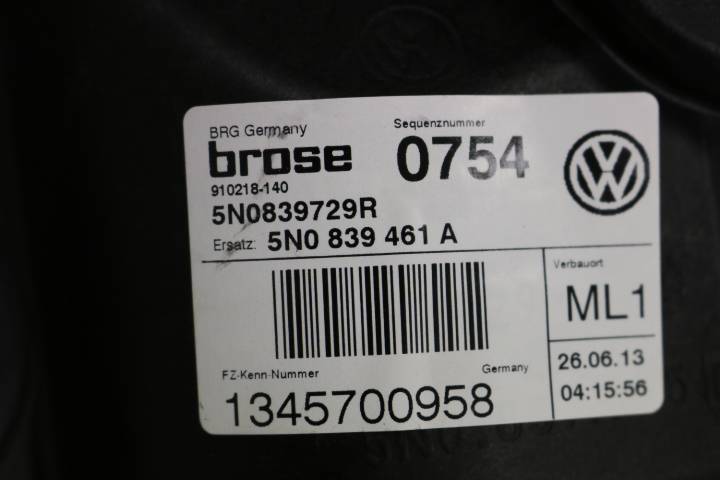 BRG Germany
brose
Sequenznummer
0754
910218-140
5N0839729R
Ersatz: 5N0 839 461 A
Verbauort
ML1
FZ-Kenn-Nummer
Germany
1345700958
26.06.13
04:15:56